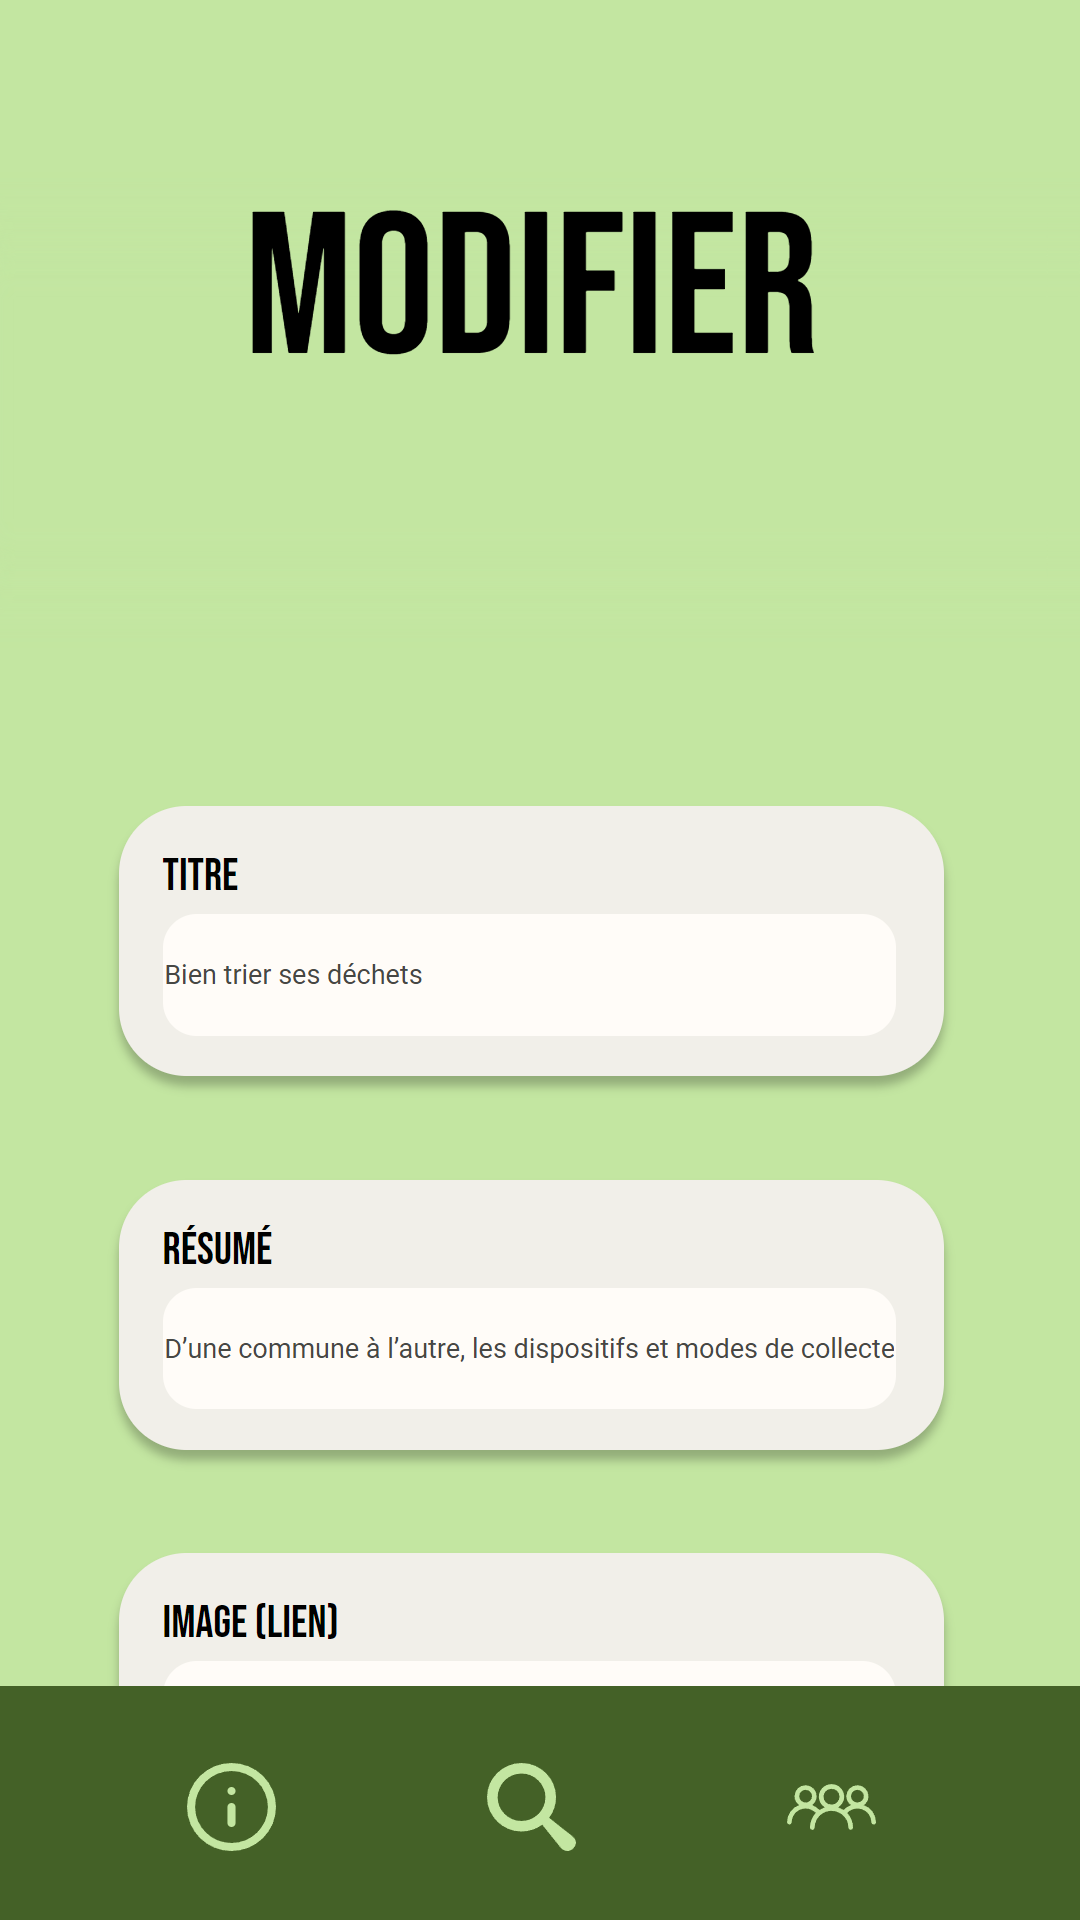 MODIFIER
TITRE
Bien trier ses déchets
RÉSUMÉ
D’une commune à l’autre, les dispositifs et modes de collecte
IMAGE (LIEN)